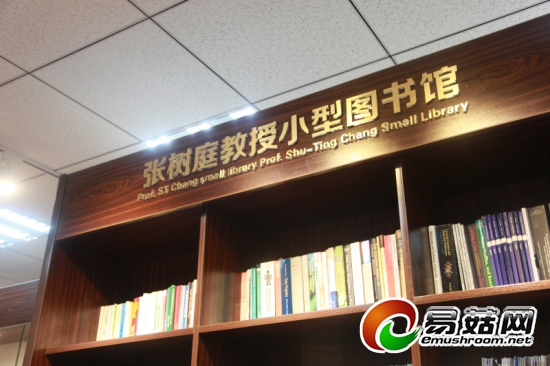 张树庭教授小型图书馆
Prof. S.T. Chang small library Prof. Shu-Ting Chang Small Library
易菇网
emushroom.net